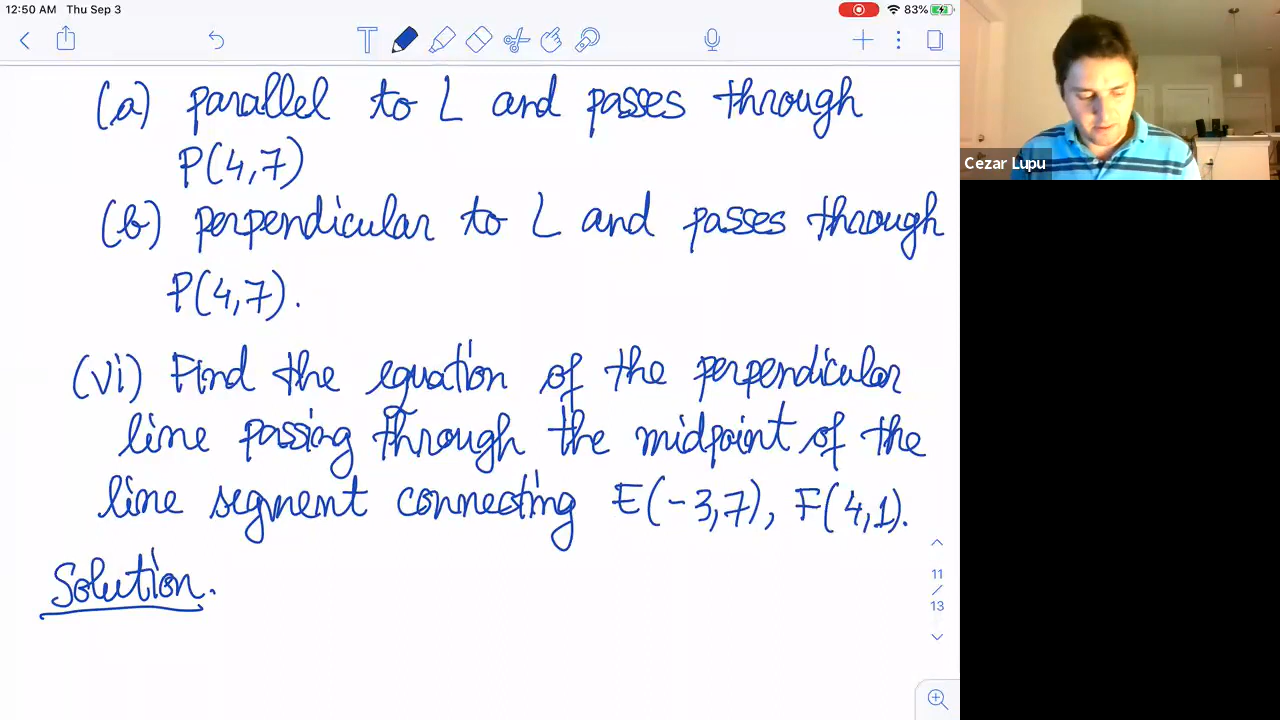 12:50 AM Thu Sep 3
83%
(a) parallel to L and passes through
P(4,7)
(b) perpendicular to L and passes through
P(4,7).
(vi) Find the equation of the perpendicular
line passing through the midpoint of the
line segment connecting E(-3,7), F(4,1).
Solution.
11
/
13
Cezar Lupu